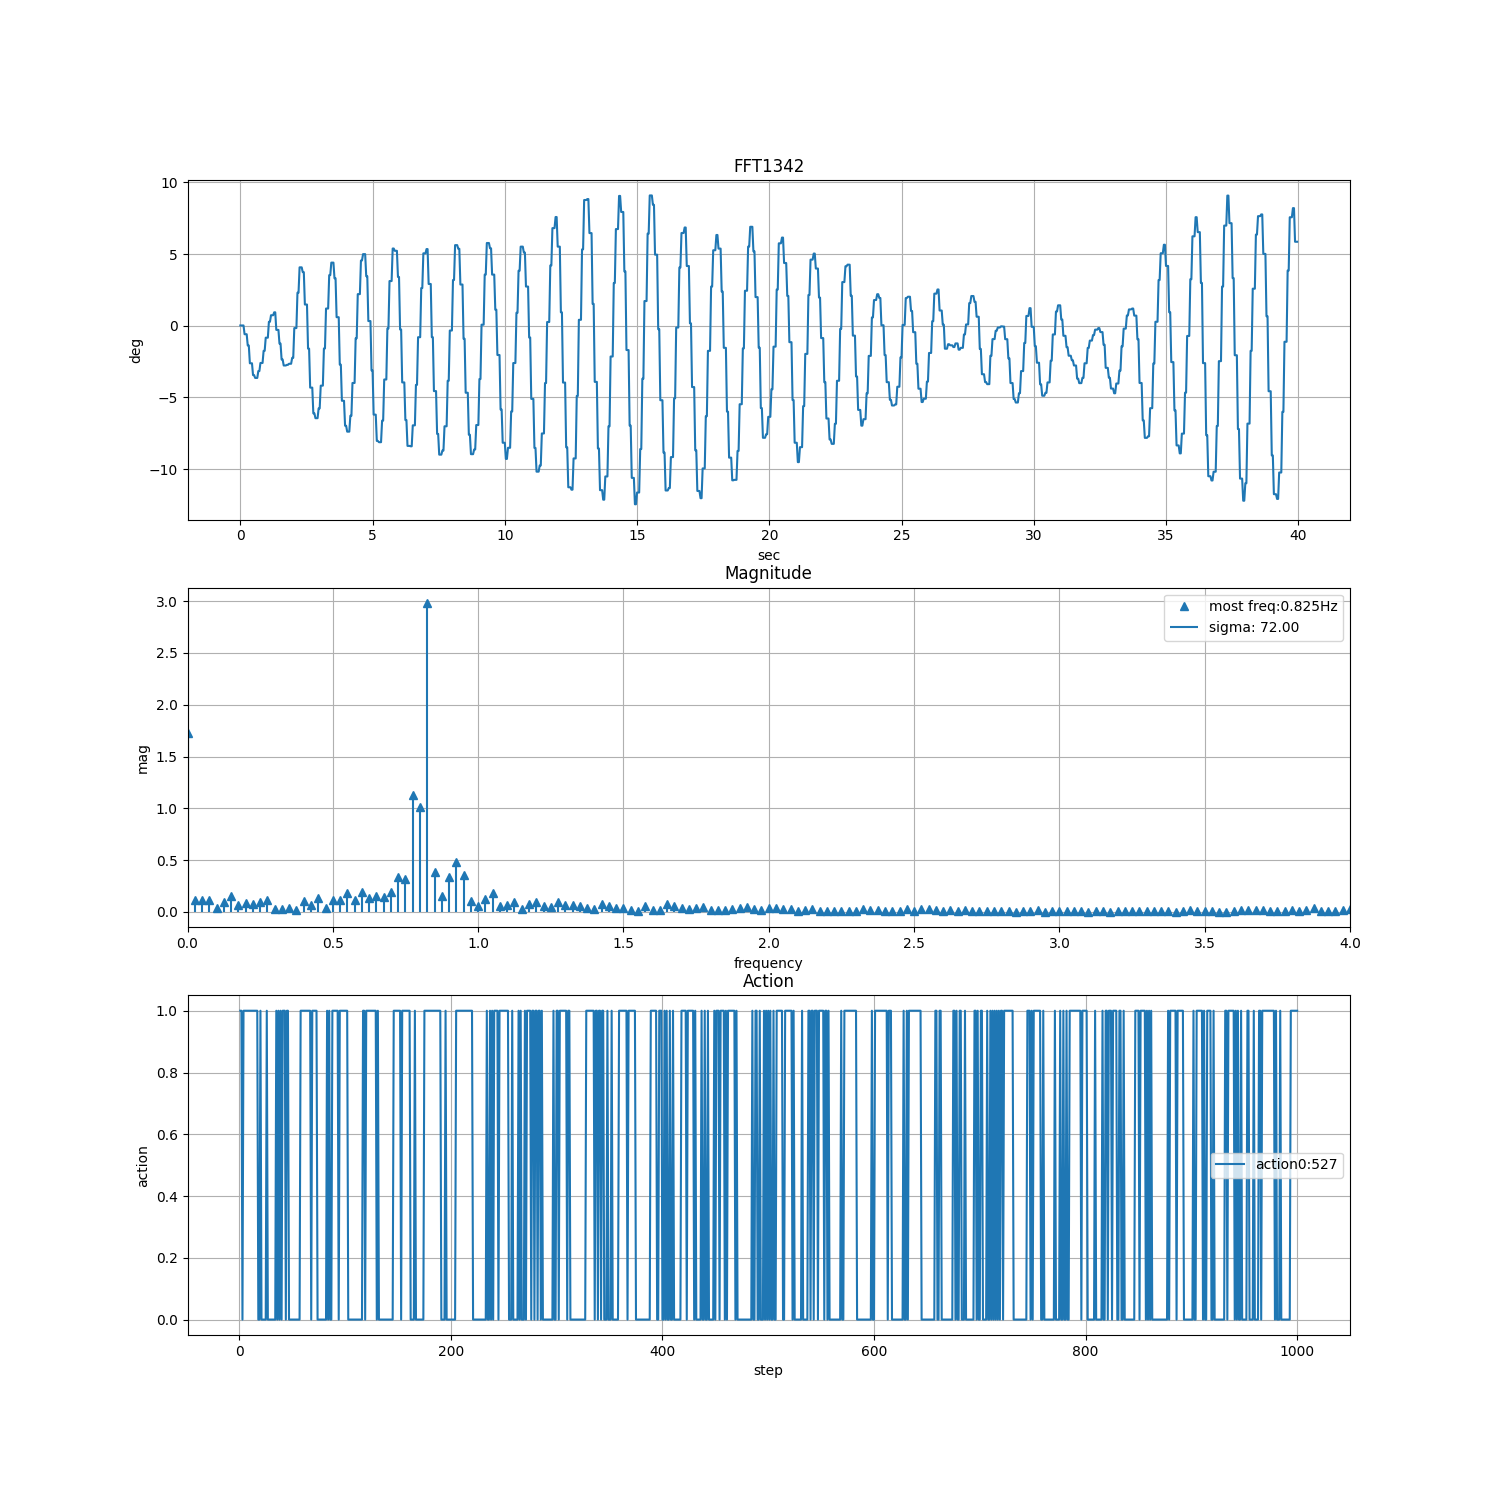 FFT1342
10
5
0
−5
−10
deg
0 5 10 15 20 25 30 35 40
sec
Magnitude
3.0
2.5
2.0
1.5
1.0
0.5
0.0
mag
most freq:0.825Hz
sigma: 72.00
0.0 0.5 1.0 1.5 2.0 2.5 3.0 3.5 4.0
frequency
Action
1.0
0.8
0.6
0.4
0.2
0.0
action
action0:527
0 200 400 600 800 1000
step